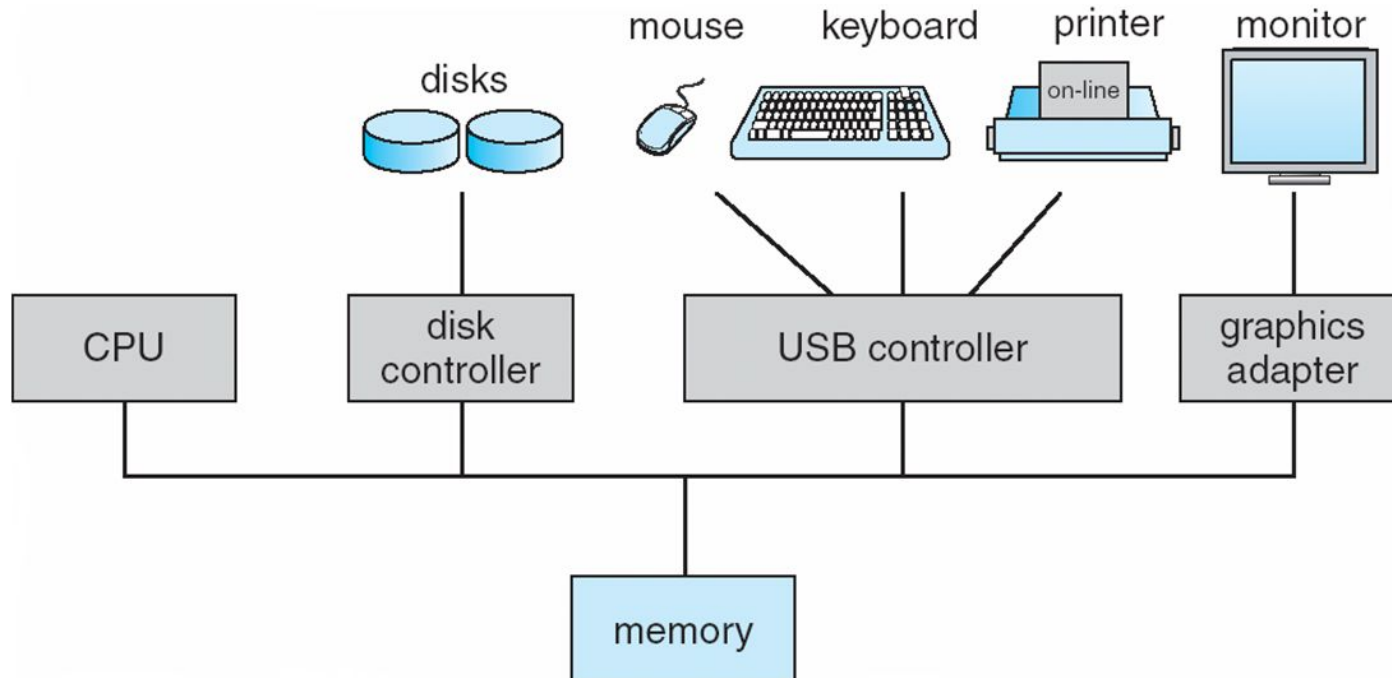 mouse
keyboard
printer
monitor
disks
on-line
CPU
disk
controller
USB controller
graphics
adapter
memory